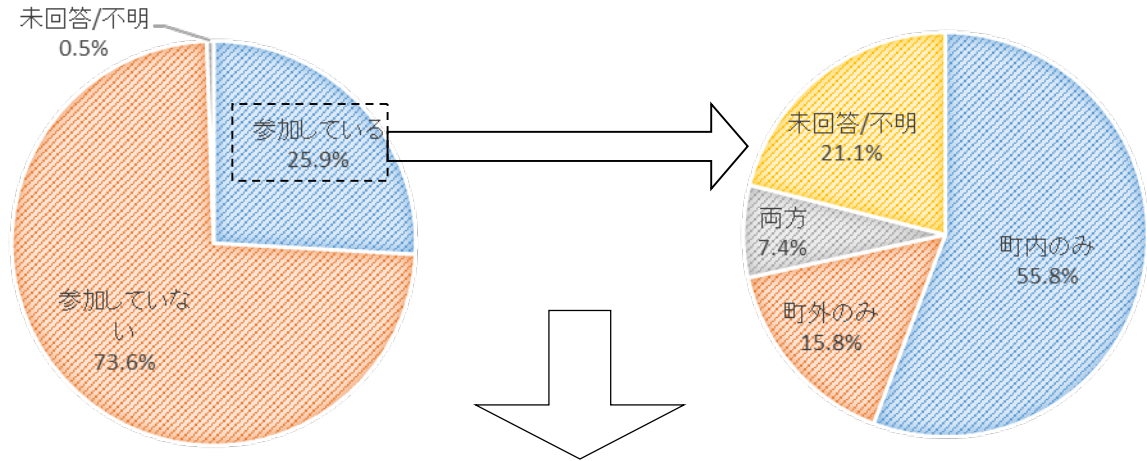 未回答/不明
0.5%
参加している
25.9%
参加していな
い
73.6%
未回答/不明
21.1%
両方
7.4%
町内のみ
55.8%
町外のみ
15.8%